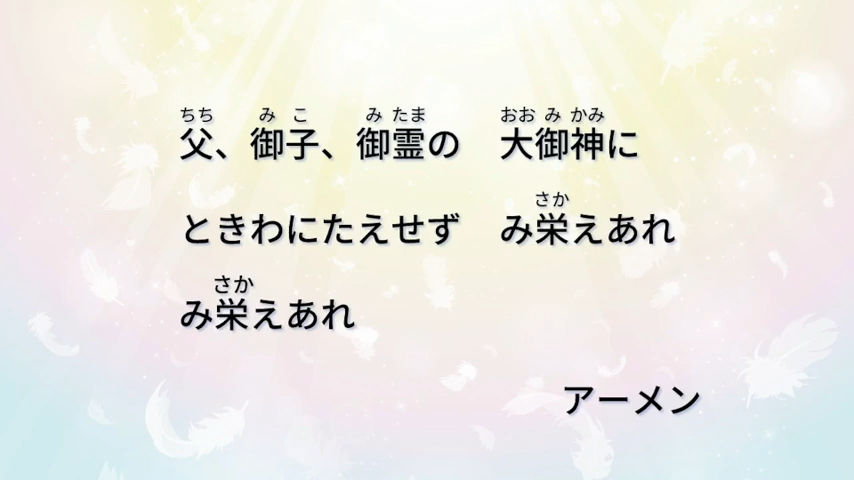 父、御子、御霊の　大御神に
ときわにたえせず　み栄えあれ
み栄えあれ
アーメン